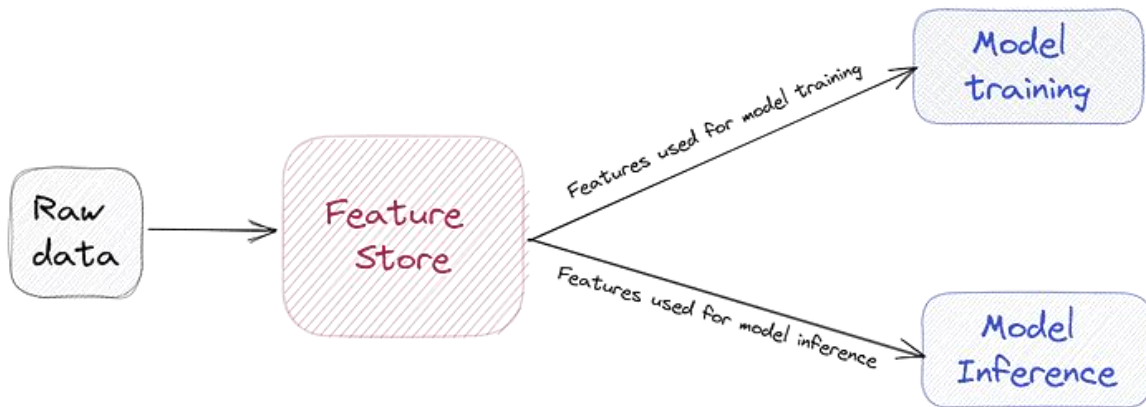 Raw
data
Feature
Store
Features used for model training
Model
training
Features used for model inference
Model
Inference